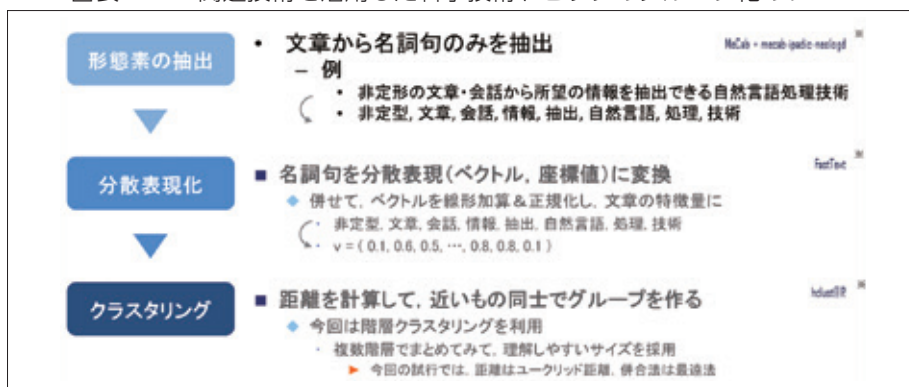 形態素の抽出
• 文章から名詞句のみを抽出
MeCab + mecab-ipadic-neologd
– 例
• 非定形の文章・会話から所望の情報を抽出できる自然言語処理技術
• 非定型, 文章, 会話, 情報, 抽出, 自然言語, 処理, 技術
分散表現化
■ 名詞句を分散表現(ベクトル, 座標値)に変換
FastText
◆ 併せて, ベクトルを線形加算&正規化し, 文章の特徴量に
・ 非定型, 文章, 会話, 情報, 抽出, 自然言語, 処理, 技術
・ v = ( 0.1, 0.6, 0.5, …, 0.8, 0.8, 0.1 )
クラスタリング
■ 距離を計算して, 近いもの同士でグループを作る
◆ 今回は階層クラスタリングを利用
・ 複数階層でまとめてみて, 理解しやすいサイズを採用
▶ 今回の試行では, 距離はユークリッド距離, 併合法は最遠法